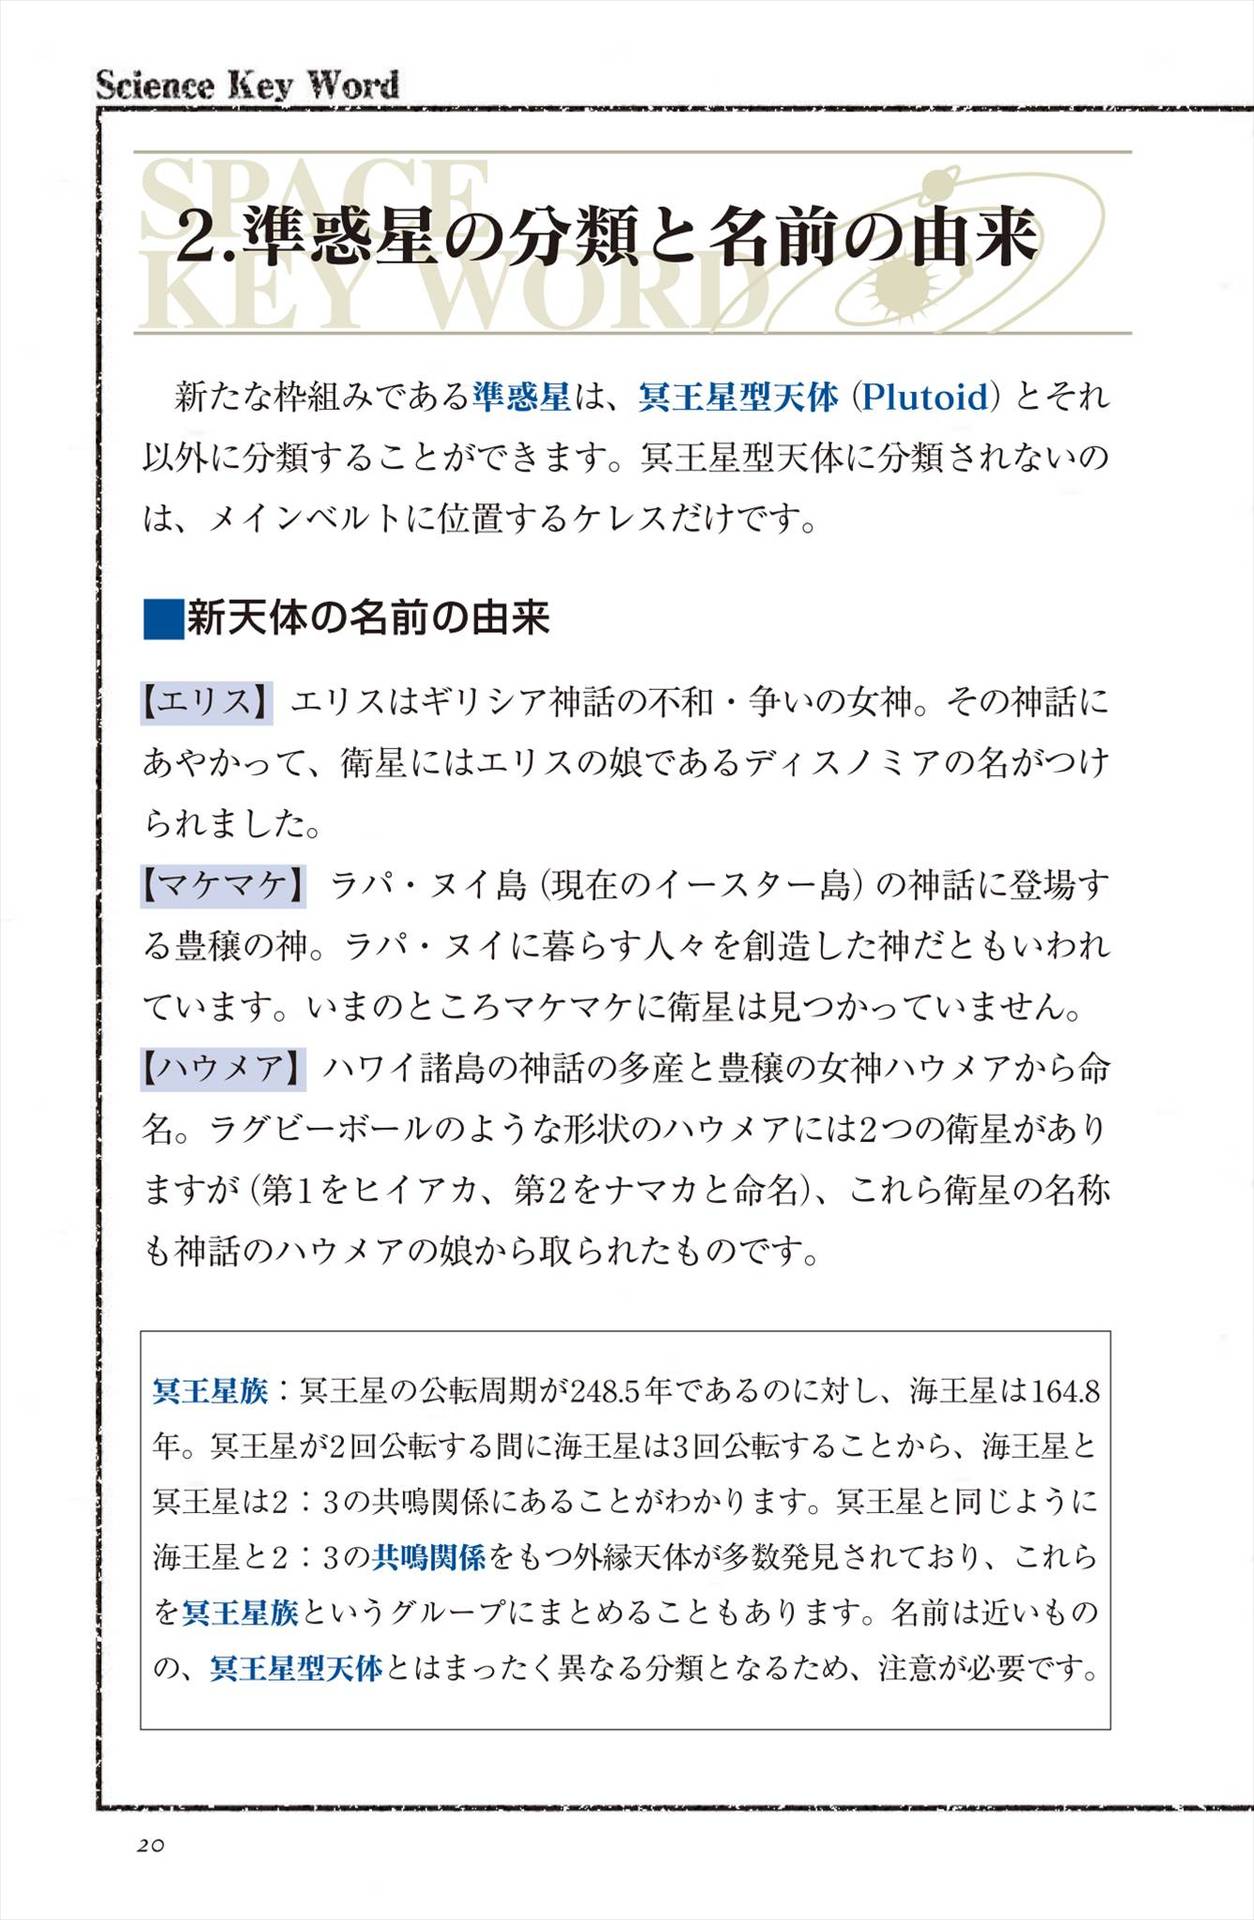 Science Key Word
SPACE
KEY WORD
2.準惑星の分類と名前の由来
新たな枠組みである準惑星は、冥王星型天体（Plutoid）とそれ
以外に分類することができます。冥王星型天体に分類されないの
は、メインベルトに位置するケレスだけです。
■新天体の名前の由来
【エリス】 エリスはギリシア神話の不和・争いの女神。その神話に
あやかって、衛星にはエリスの娘であるディスノミアの名がつけ
られました。
【マケマケ】 ラパ・ヌイ島（現在のイースター島）の神話に登場す
る豊穣の神。ラパ・ヌイに暮らす人々を創造した神だともいわれ
ています。いまのところマケマケに衛星は見つかっていません。
【ハウメア】 ハワイ諸島の神話の多産と豊穣の女神ハウメアから命
名。ラグビーボールのような形状のハウメアには2つの衛星があり
ますが（第1をヒイアカ、第2をナマカと命名）、これら衛星の名称
も神話のハウメアの娘から取られたものです。
冥王星族：冥王星の公転周期が248.5年であるのに対し、海王星は164.8
年。冥王星が2回公転する間に海王星は3回公転することから、海王星と
冥王星は2：3の共鳴関係にあることがわかります。冥王星と同じように
海王星と2：3の共鳴関係をもつ外縁天体が多数発見されており、これら
を冥王星族というグループにまとめることもあります。名前は近いもの
の、冥王星型天体とはまったく異なる分類となるため、注意が必要です。
20